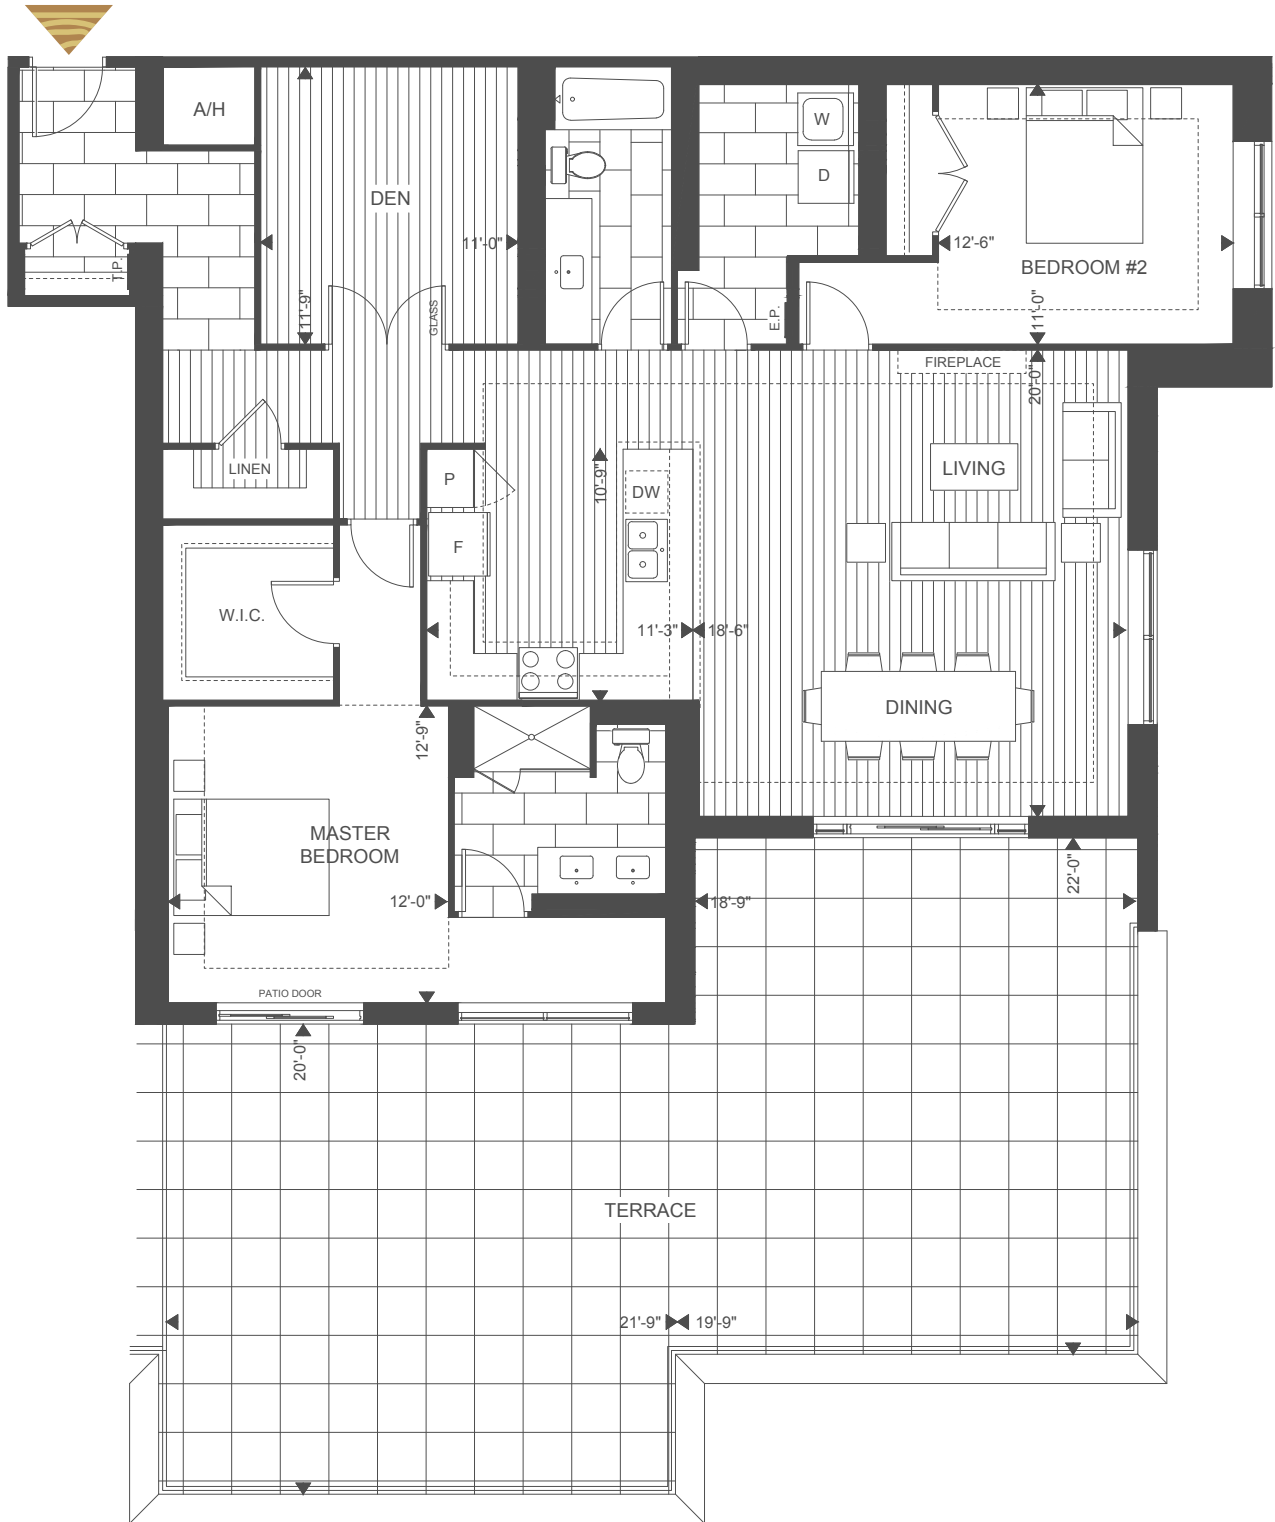 A/H
W
D
DEN
11'-0"
12'-6"
BEDROOM #2
T.P.
11'-9"
GLASS
E.P.
11'-0"
FIREPLACE
20'-0"
LINEN
P
10'-9"
DW
LIVING
F
W.I.C.
11'-3"
18'-6"
DINING
12'-9"
MASTER
BEDROOM
12'-0"
18'-9"
22'-0"
PATIO DOOR
20'-0"
TERRACE
21'-9"
19'-9"